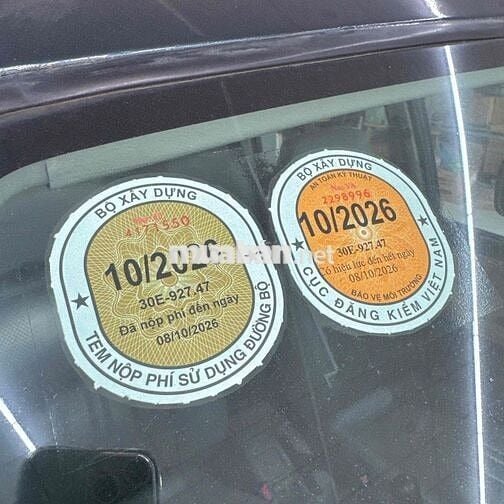 BỘ XÂY DỰNG
4171550
10/2026
30E-927.47
Đã nộp phí đến ngày
08/10/2026
TEM NỘP PHÍ SỬ DỤNG ĐƯỜNG BỘ
BỘ XÂY DỰNG
AN TOÀN KỸ THUẬT
2298996
10/2026
30E-927.47
Có hiệu lực đến hết ngày
08/10/2026
BẢO VỆ MÔI TRƯỜNG
CỤC ĐĂNG KIỂM VIỆT NAM
muaban.net